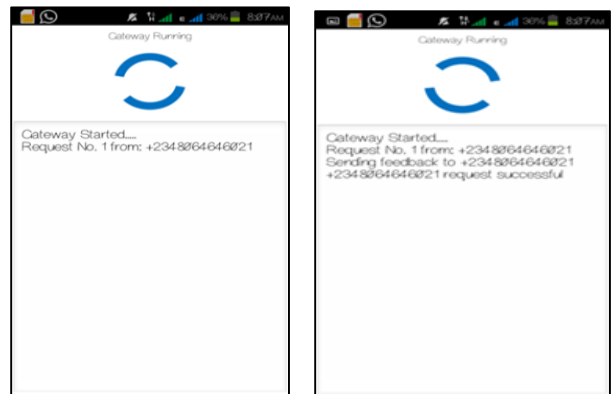 36% 8:07AM
Gateway Running
Gateway Started....
Request No. 1 from: +2348064646021
36% 8:07AM
Gateway Running
Gateway Started....
Request No. 1 from: +2348064646021
Sending feedback to +2348064646021
+2348064646021 request successful